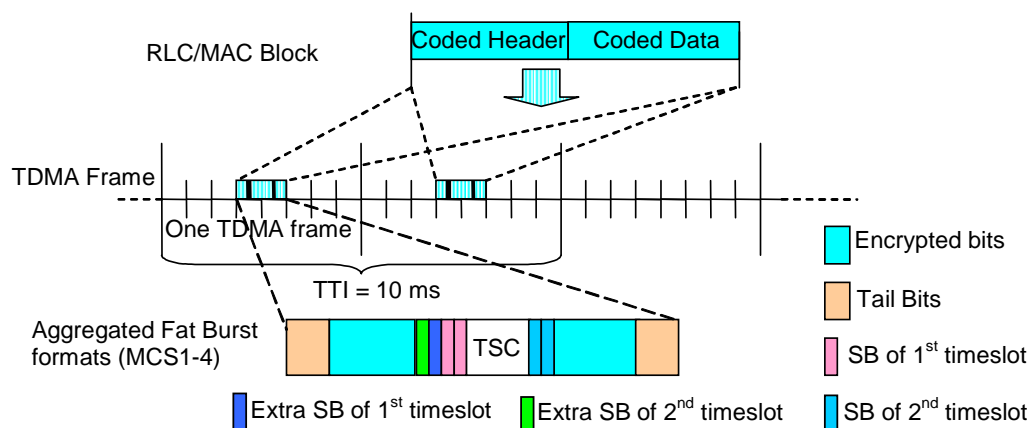 Coded Header Coded Data
RLC/MAC Block
TDMA Frame
One TDMA frame
Encrypted bits
TTI = 10 ms
Tail Bits
Aggregated Fat Burst
formats (MCS1-4)
TSC
SB of 1st timeslot
Extra SB of 1st timeslot
Extra SB of 2nd timeslot
SB of 2nd timeslot